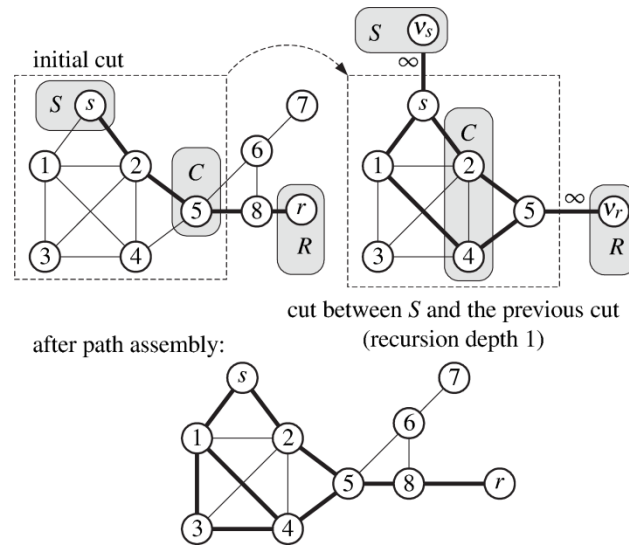 initial cut
S
s
7
6
1
2
C
5
8
r
R
3
4
S
v_s
∞
s
C
1
2
5
∞
v_r
R
3
4
cut between S and the previous cut
(recursion depth 1)
after path assembly:
s
7
6
1
2
5
8
r
3
4